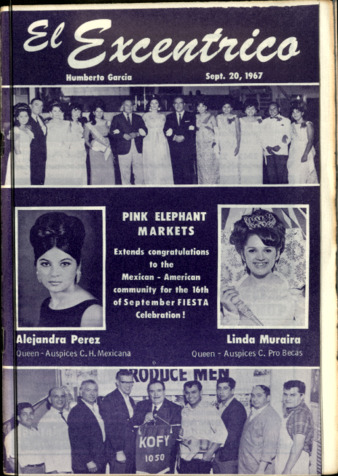 El Excentrico
Humberto Garcia Sept. 20, 1967
PINK ELEPHANT
MARKETS
Extends congratulations
to the
Mexican - American
community for the 16th
of September FIESTA
Celebration!
Alejandra Perez
Queen - Auspices C. H. Mexicana
Linda Muraira
Queen - Auspices C. Pro Becas
PRODUCE MEN
KOFY
1050